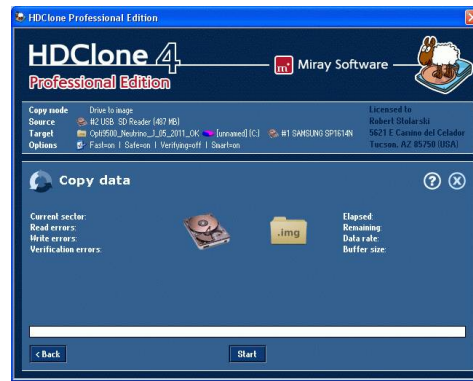 HDClone Professional Edition
HDClone 4
Professional Edition
m Miray Software
Copy mode Drive to image
Source #2 USB SD Reader (487 MB)
Target Opti9500_Neutrino_J_05_2011_OK [unnamed] (C:) #1 SAMSUNG SP1614N
Options Fast=on | Safe=on | Verifying=off | Smart=on
Licensed to
Robert Stolarski
5621 E Camino del Celador
Tucson, AZ 85750 (USA)
Copy data
Current sector:
Read errors:
Write errors:
Verification errors:
.img
Elapsed:
Remaining:
Data rate:
Buffer size:
< Back
Start